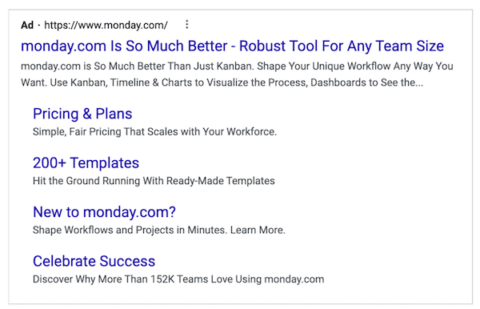 Ad · https://www.monday.com/
monday.com Is So Much Better - Robust Tool For Any Team Size
monday.com is So Much Better Than Just Kanban. Shape Your Unique Workflow Any Way You
Want. Use Kanban, Timeline & Charts to Visualize the Process, Dashboards to See the...
Pricing & Plans
Simple, Fair Pricing That Scales with Your Workforce.
200+ Templates
Hit the Ground Running With Ready-Made Templates
New to monday.com?
Shape Workflows and Projects in Minutes. Learn More.
Celebrate Success
Discover Why More Than 152K Teams Love Using monday.com